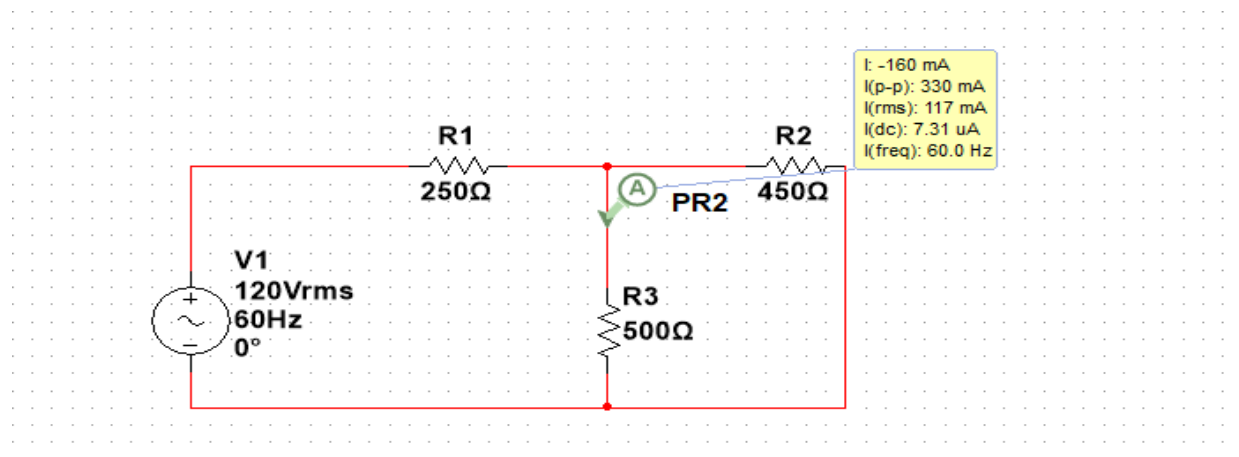 I: -160 mA
I(p-p): 330 mA
I(rms): 117 mA
I(dc): 7.31 uA
I(freq): 60.0 Hz
R1
250Ω
R2
450Ω
A
PR2
V1
120Vrms
60Hz
0°
R3
500Ω